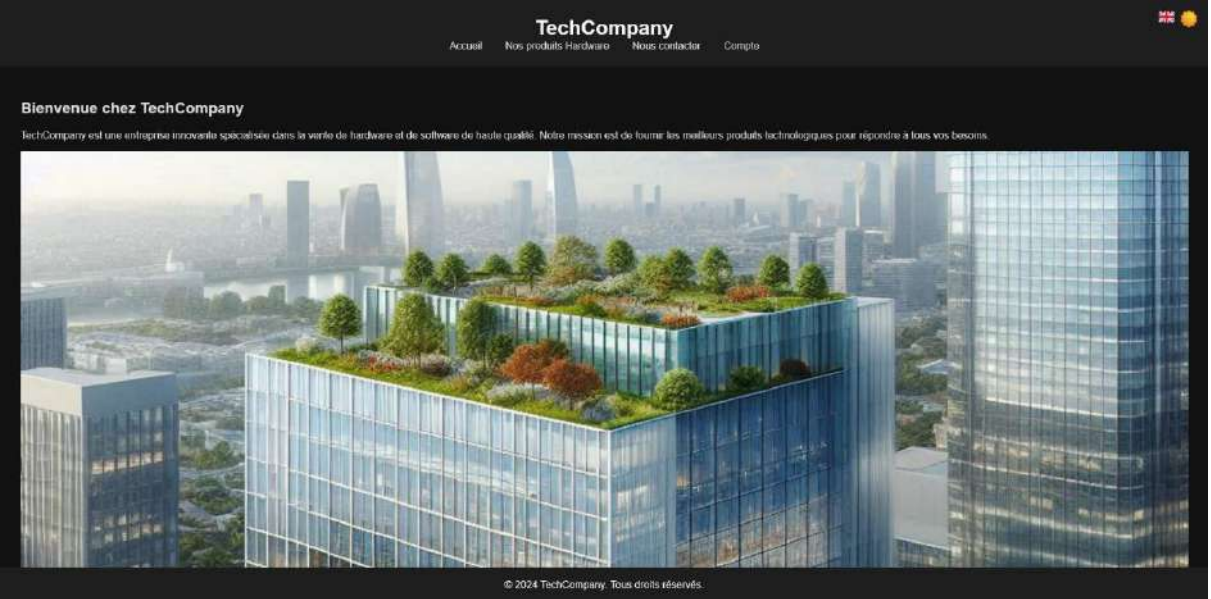 TechCompany
Accueil Nos produits Hardware Nous contacter Compte
Bienvenue chez TechCompany
TechCompany est une entreprise innovante spécialisée dans la vente de hardware et de software de haute qualité. Notre mission est de fournir les meilleurs produits technologiques pour répondre à tous vos besoins.
© 2024 TechCompany. Tous droits réservés.